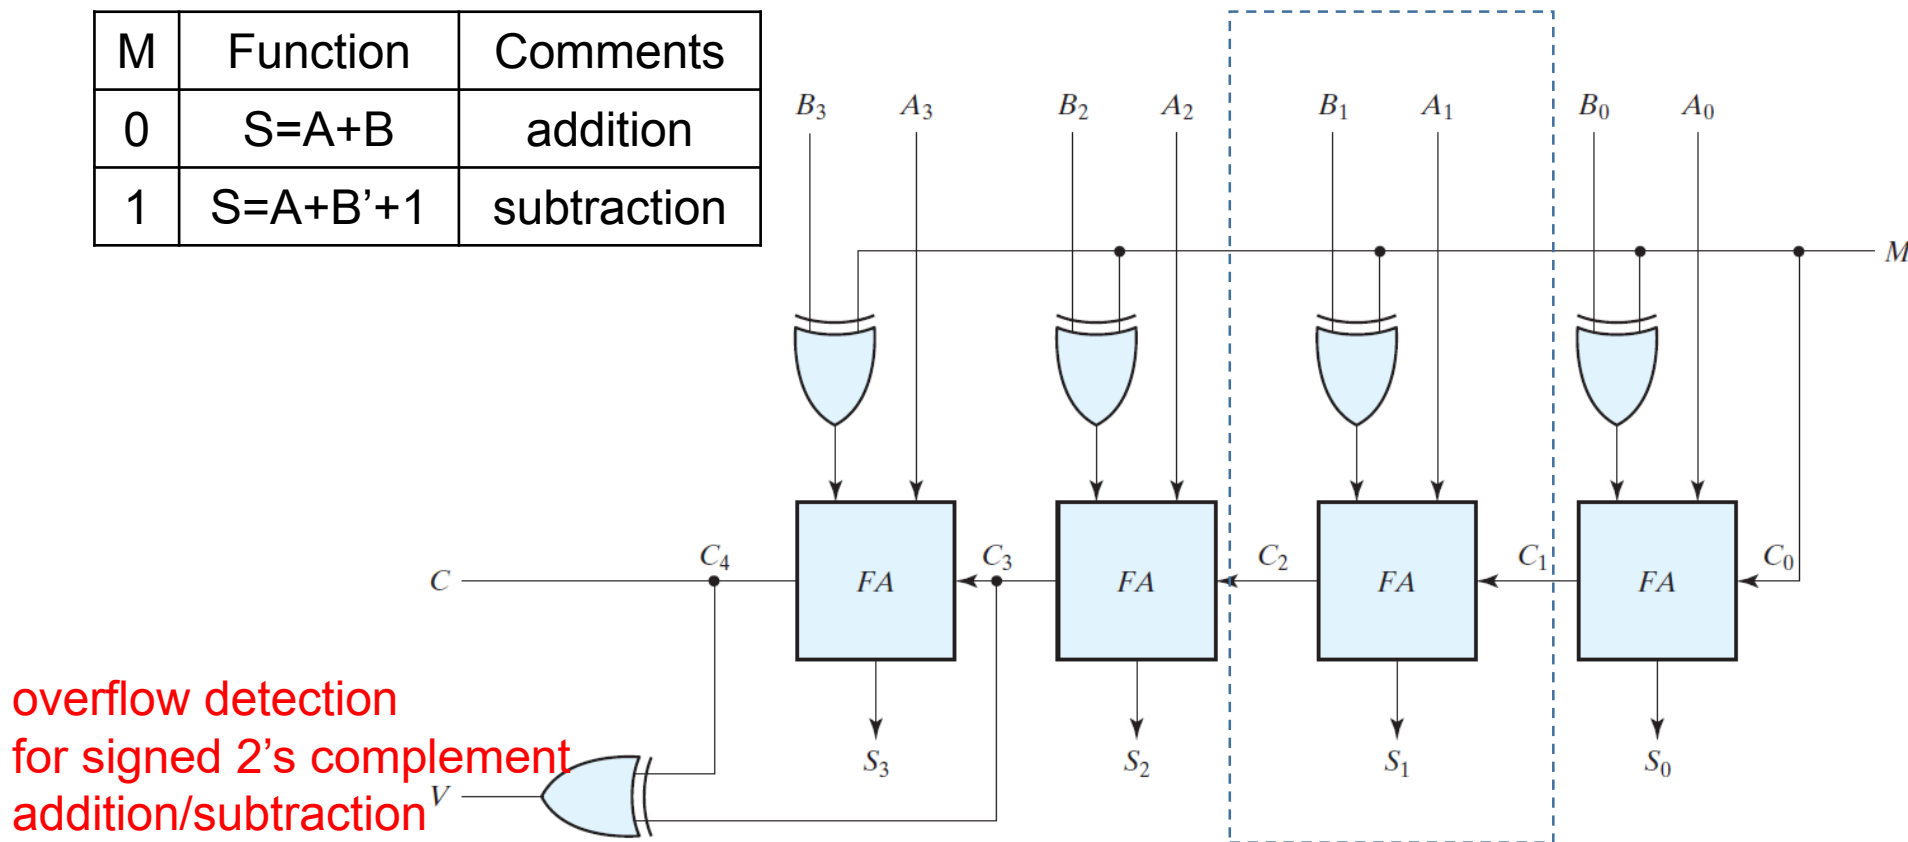 M Function Comments
0 S=A+B addition
1 S=A+B’+1 subtraction
B₃ A₃ B₂ A₂ B₁ A₁ B₀ A₀
M
C C₄ FA C₃ FA C₂ FA C₁ FA C₀
S₃ S₂ S₁ S₀
overflow detection
for signed 2’s complement
addition/subtraction
V